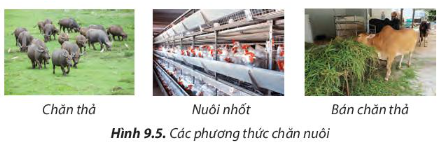 Chăn thả
Nuôi nhốt
Bán chăn thả
Hình 9.5. Các phương thức chăn nuôi